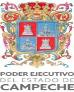 PODER EJECUTIVO
DEL ESTADO DE
CAMPECHE